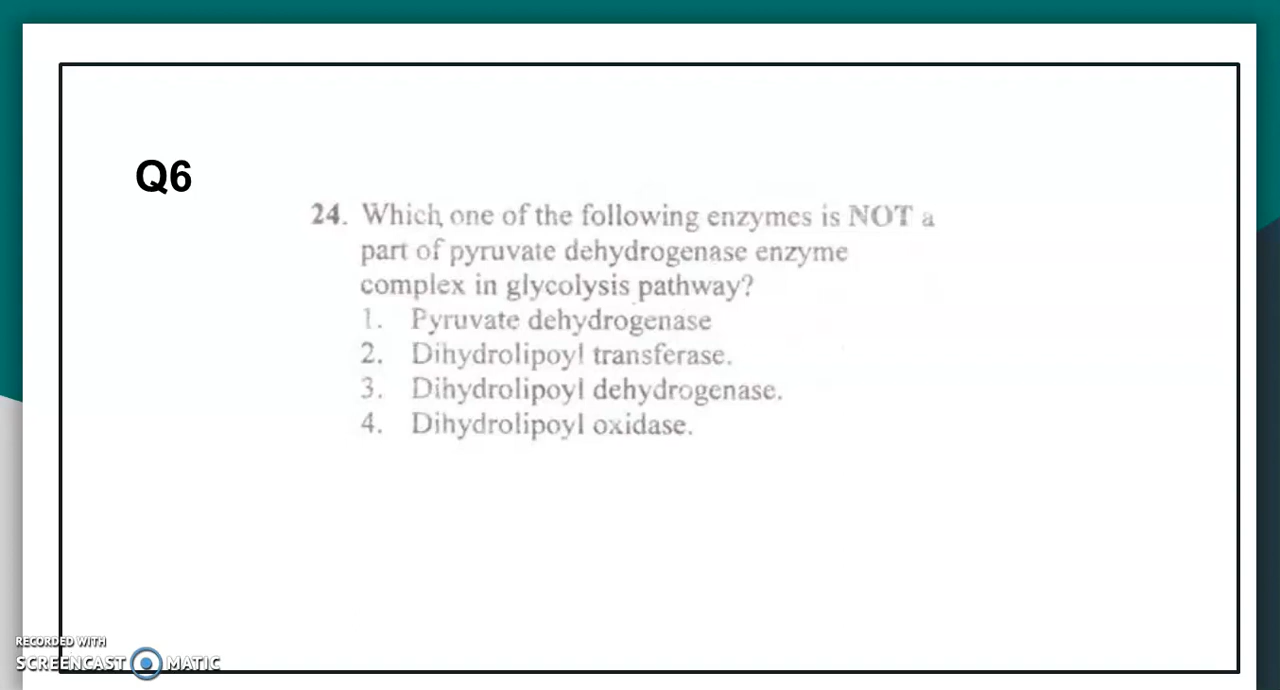 Q6
24. Which one of the following enzymes is NOT a
part of pyruvate dehydrogenase enzyme
complex in glycolysis pathway?
1. Pyruvate dehydrogenase
2. Dihydrolipoyl transferase.
3. Dihydrolipoyl dehydrogenase.
4. Dihydrolipoyl oxidase.
RECORDED WITH
SCREENCAST MATIC